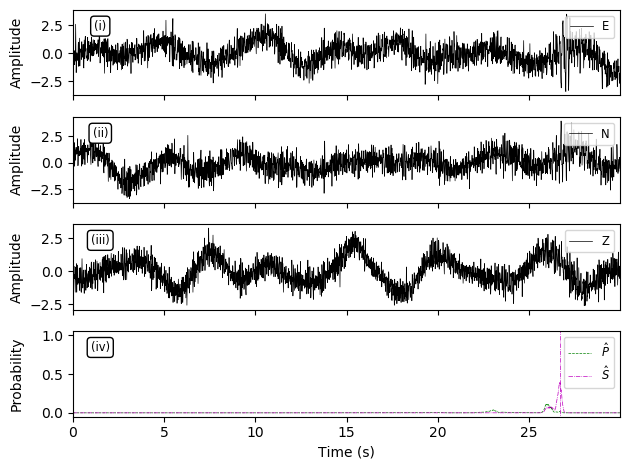 (i)
E
Amplitude
2.5
0.0
−2.5
(ii)
N
Amplitude
2.5
0.0
−2.5
(iii)
Z
Amplitude
2.5
0.0
−2.5
(iv)
P̂
Ŝ
Probability
1.0
0.5
0.0
0 5 10 15 20 25
Time (s)